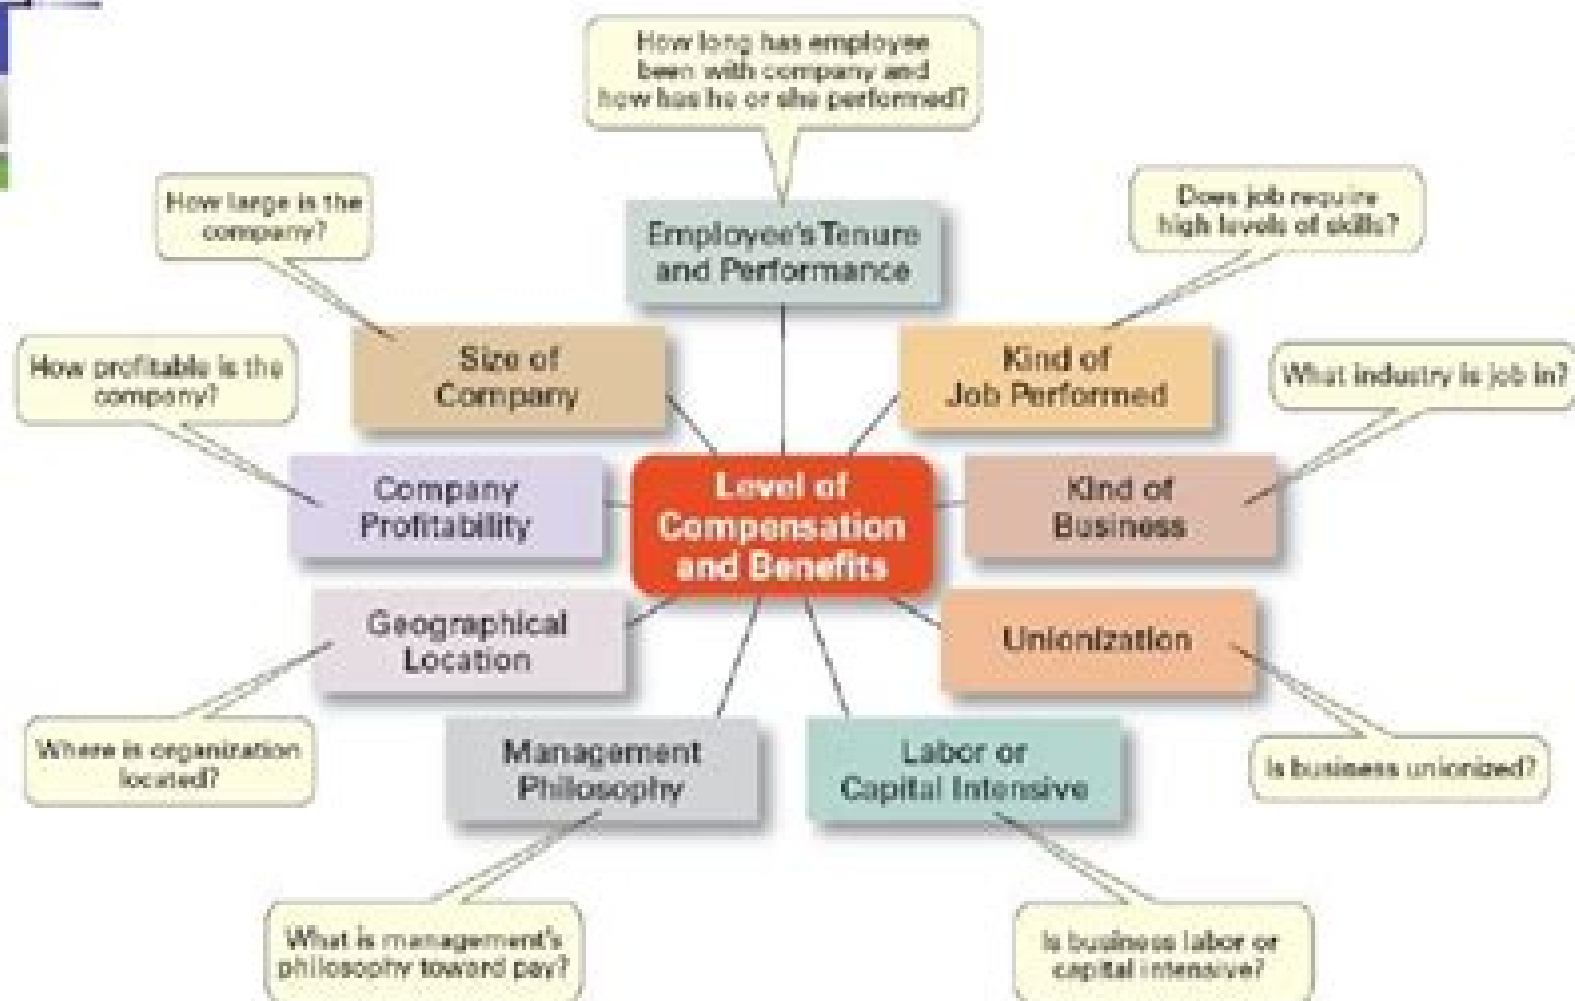 How long has employee
been with company and
how has he or she performed?
How large is the
company?
Does job require
high levels of skills?
Employee's Tenure
and Performance
Size of
Company
Kind of
Job Performed
How profitable is the
company?
What industry is job in?
Company
Profitability
Level of
Compensation
and Benefits
Kind of
Business
Geographical
Location
Unionization
Where is organization
located?
Management
Philosophy
Labor or
Capital Intensive
Is business unionized?
What is management's
philosophy toward pay?
Is business labor or
capital intensive?